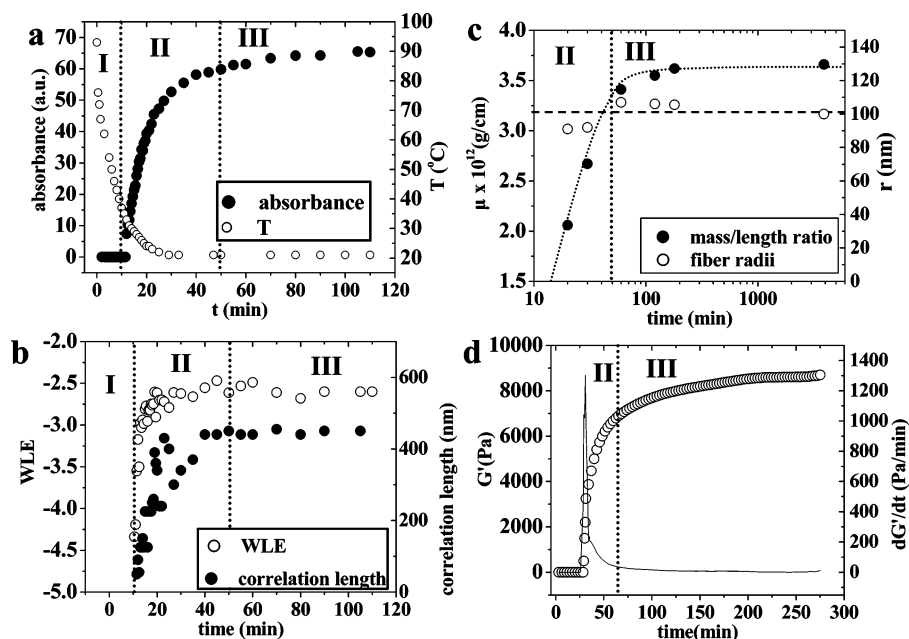 a
I
II
III
absorbance (a.u.)
70
60
50
40
30
20
10
0
100
90
80
70
60
50
40
30
20
T (°C)
absorbance
T
0 20 40 60 80 100 120
t (min)
c
II
III
μ x 10¹²(g/cm)
4.0
3.5
3.0
2.5
2.0
1.5
140
120
100
80
60
40
20
0
r (nm)
mass/length ratio
fiber radii
10 100 1000
time (min)
b
I
II
III
WLE
-2.0
-2.5
-3.0
-3.5
-4.0
-4.5
-5.0
600
400
200
0
correlation length (nm)
WLE
correlation length
0 20 40 60 80 100 120
time (min)
d
II
III
G'(Pa)
8000
6000
4000
2000
0
1400
1200
1000
800
600
400
200
0
dG'/dt (Pa/min)
0 50 100 150 200 250 300
time(min)